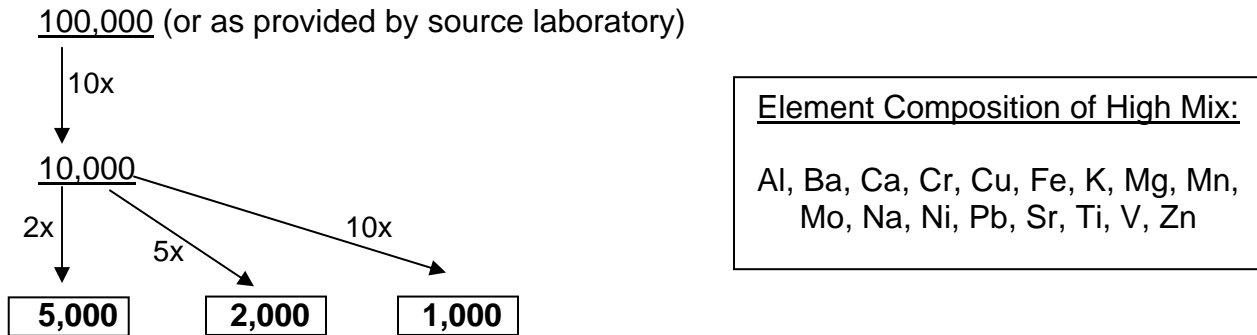 100,000 (or as provided by source laboratory)
10x
Element Composition of High Mix:
Al, Ba, Ca, Cr, Cu, Fe, K, Mg, Mn,
Mo, Na, Ni, Pb, Sr, Ti, V, Zn
10,000
2x
5x
10x
5,000
2,000
1,000